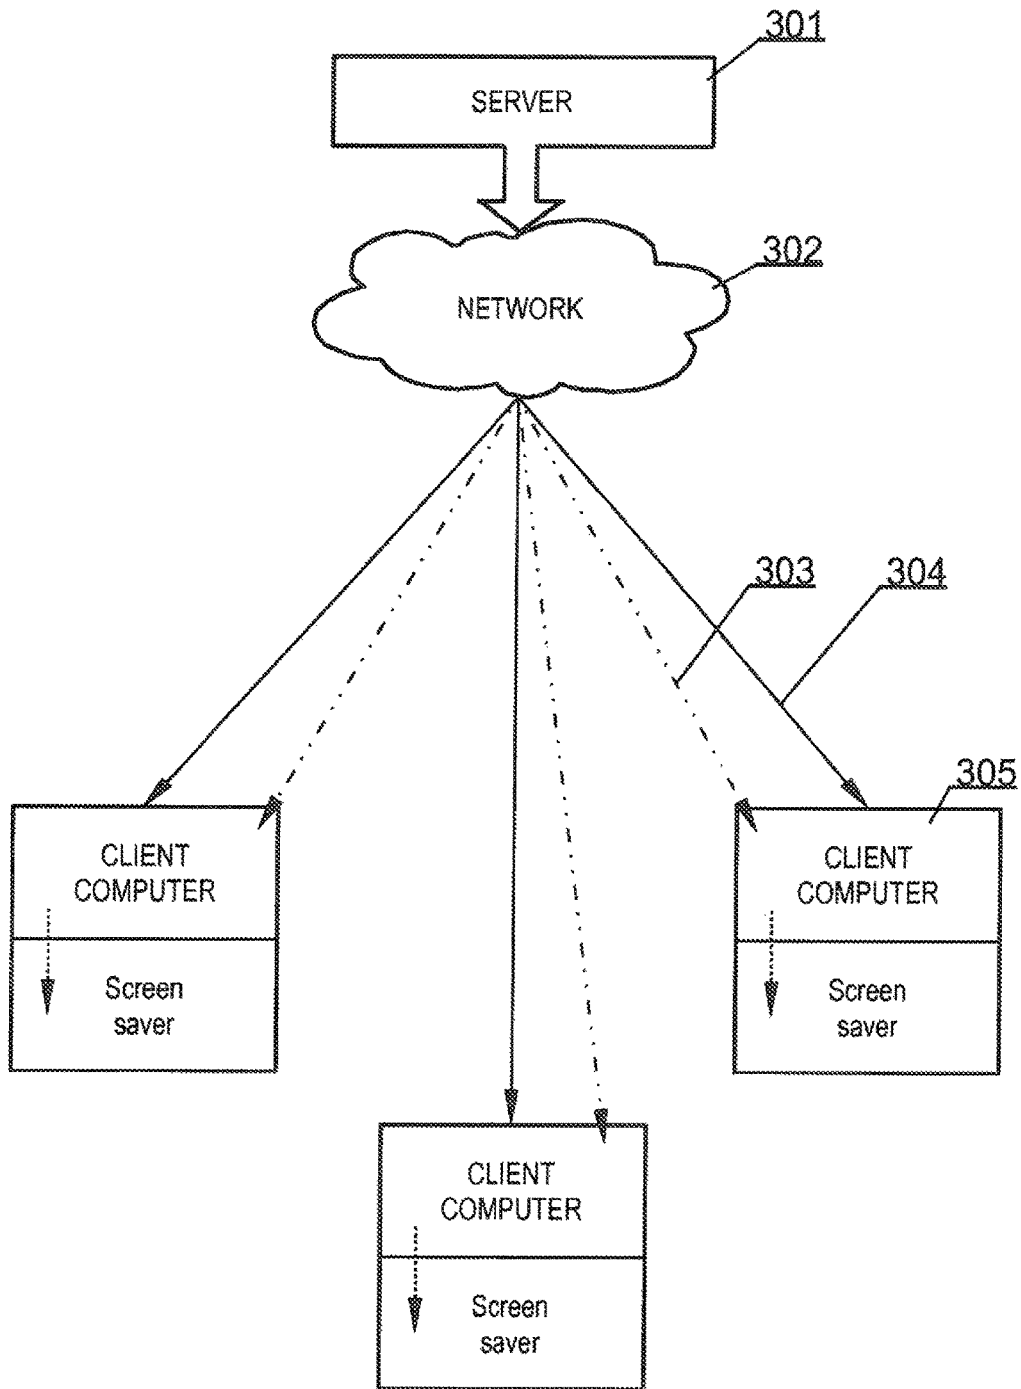 301
SERVER
302
NETWORK
303
304
305
CLIENT
COMPUTER
Screen
saver
CLIENT
COMPUTER
Screen
saver
CLIENT
COMPUTER
Screen
saver